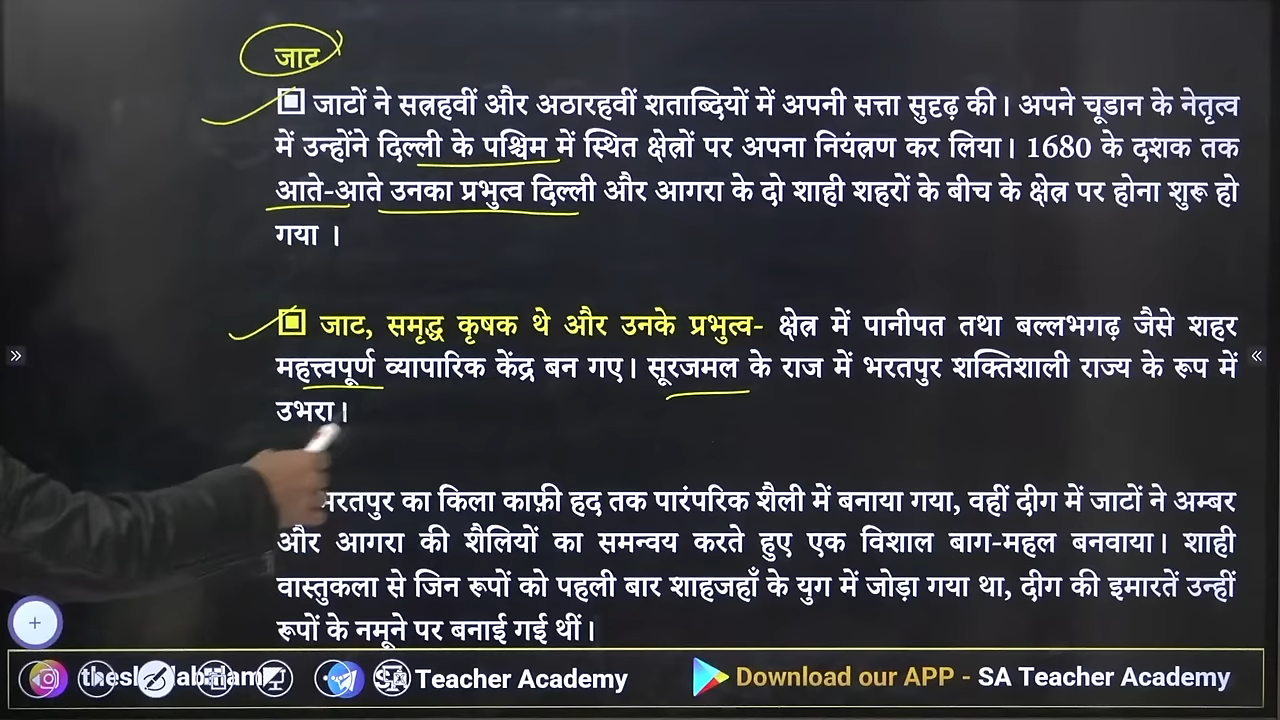 जाट
जाटों ने सत्रहवीं और अठारहवीं शताब्दियों में अपनी सत्ता सुदृढ़ की। अपने चूडान के नेतृत्व
में उन्होंने दिल्ली के पश्चिम में स्थित क्षेत्रों पर अपना नियंत्रण कर लिया। 1680 के दशक तक
आते-आते उनका प्रभुत्व दिल्ली और आगरा के दो शाही शहरों के बीच के क्षेत्र पर होना शुरू हो
गया ।
जाट, समृद्ध कृषक थे और उनके प्रभुत्व- क्षेत्र में पानीपत तथा बल्लभगढ़ जैसे शहर
महत्त्वपूर्ण व्यापारिक केंद्र बन गए। सूरजमल के राज में भरतपुर शक्तिशाली राज्य के रूप में
उभरा।
भरतपुर का किला काफ़ी हद तक पारंपरिक शैली में बनाया गया, वहीं दीग में जाटों ने अम्बर
और आगरा की शैलियों का समन्वय करते हुए एक विशाल बाग-महल बनवाया। शाही
वास्तुकला से जिन रूपों को पहली बार शाहजहाँ के युग में जोड़ा गया था, दीग की इमारतें उन्हीं
रूपों के नमूने पर बनाई गई थीं।
SA Teacher Academy Download our APP - SA Teacher Academy